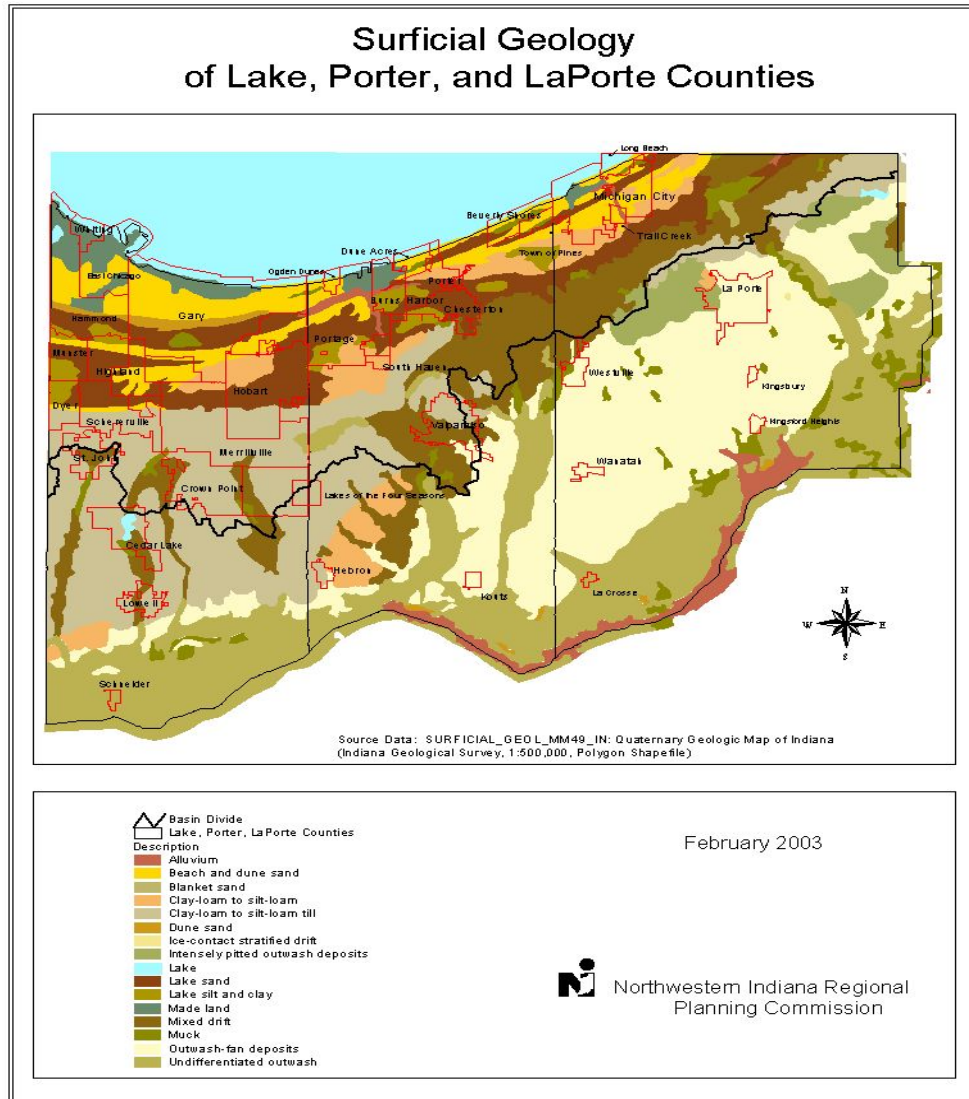 Surficial Geology
of Lake, Porter, and LaPorte Counties
Long Beach
Michigan City
Whiting
Beverly Shores
Trail Creek
Dune Acres
Town of Pines
East Chicago
Ogden Dunes
Porter
La Porte
Burns Harbor
Hammond
Gary
Chesterton
Portage
Munster
Highland
South Haven
Westville
Kingsbury
Hobart
Dyer
Schererville
Valparaiso
Kingsford Heights
St. John
Merrillville
Wanatah
Crown Point
Lakes of the Four Seasons
Cedar Lake
Hebron
Kouts
La Crosse
Lowell
N
W
E
S
Schneider
Source Data: SURFICIAL_GEOL_MM49_IN: Quaternary Geologic Map of Indiana
(Indiana Geological Survey, 1:500,000, Polygon Shapefile)
Basin Divide
Lake, Porter, LaPorte Counties
Description
Alluvium
Beach and dune sand
Blanket sand
Clay-loam to silt-loam
Clay-loam to silt-loam till
Dune sand
Ice-contact stratified drift
Intensely pitted outwash deposits
Lake
Lake sand
Lake silt and clay
Made land
Mixed drift
Muck
Outwash-fan deposits
Undifferentiated outwash
February 2003
Northwestern Indiana Regional
Planning Commission